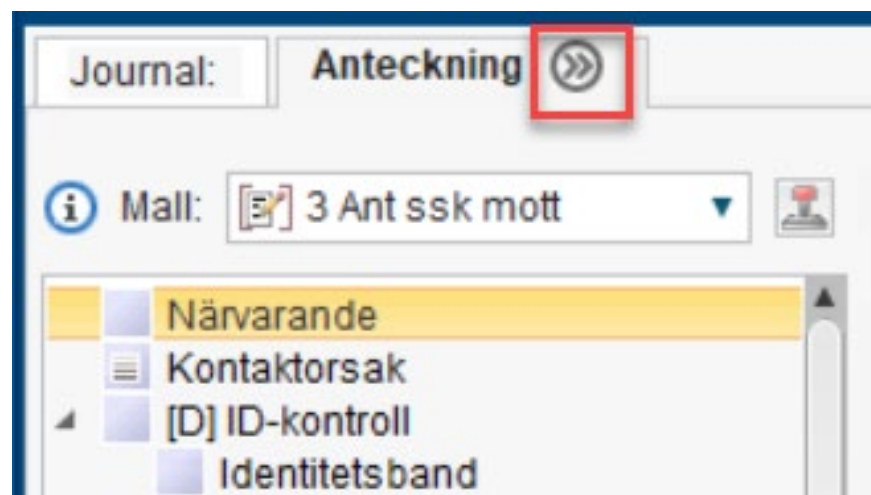 Journal: Anteckning
Mall: 3 Ant ssk mott
Närvarande
Kontaktorsak
[D] ID-kontroll
Identitetsband